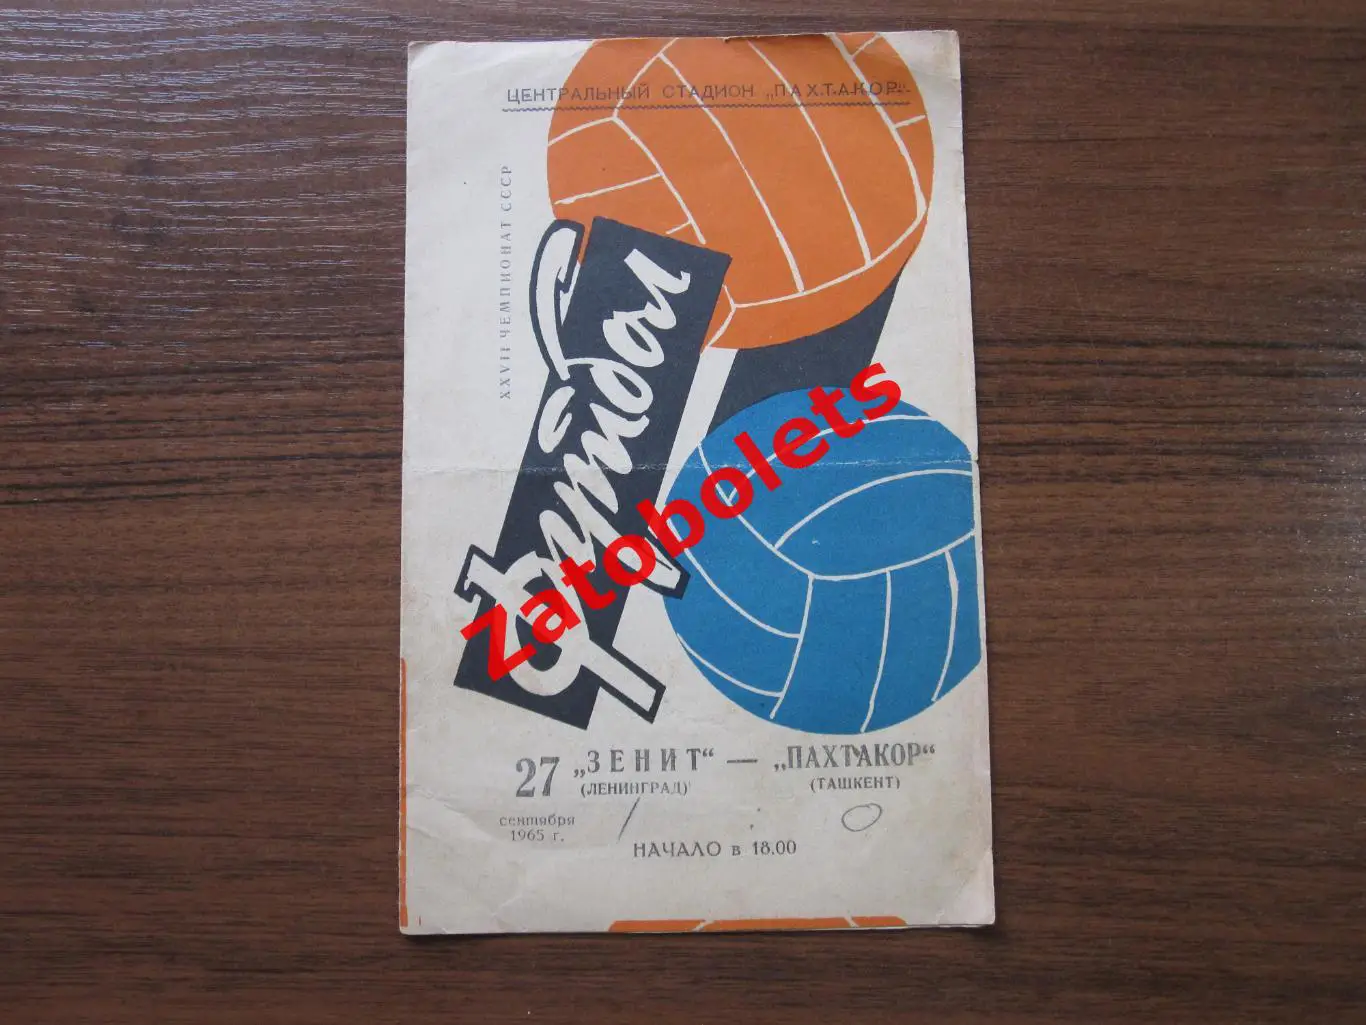 ЦЕНТРАЛЬНЫЙ СТАДИОН „ПАХТАКОР"
XXVII ЧЕМПИОНАТ СССР
футбол
Zatobolets
27 „ЗЕНИТ" — „ПАХТАКОР"
(ЛЕНИНГРАД) (ТАШКЕНТ)
сентября
1965 г.
1 0
НАЧАЛО в 18.00